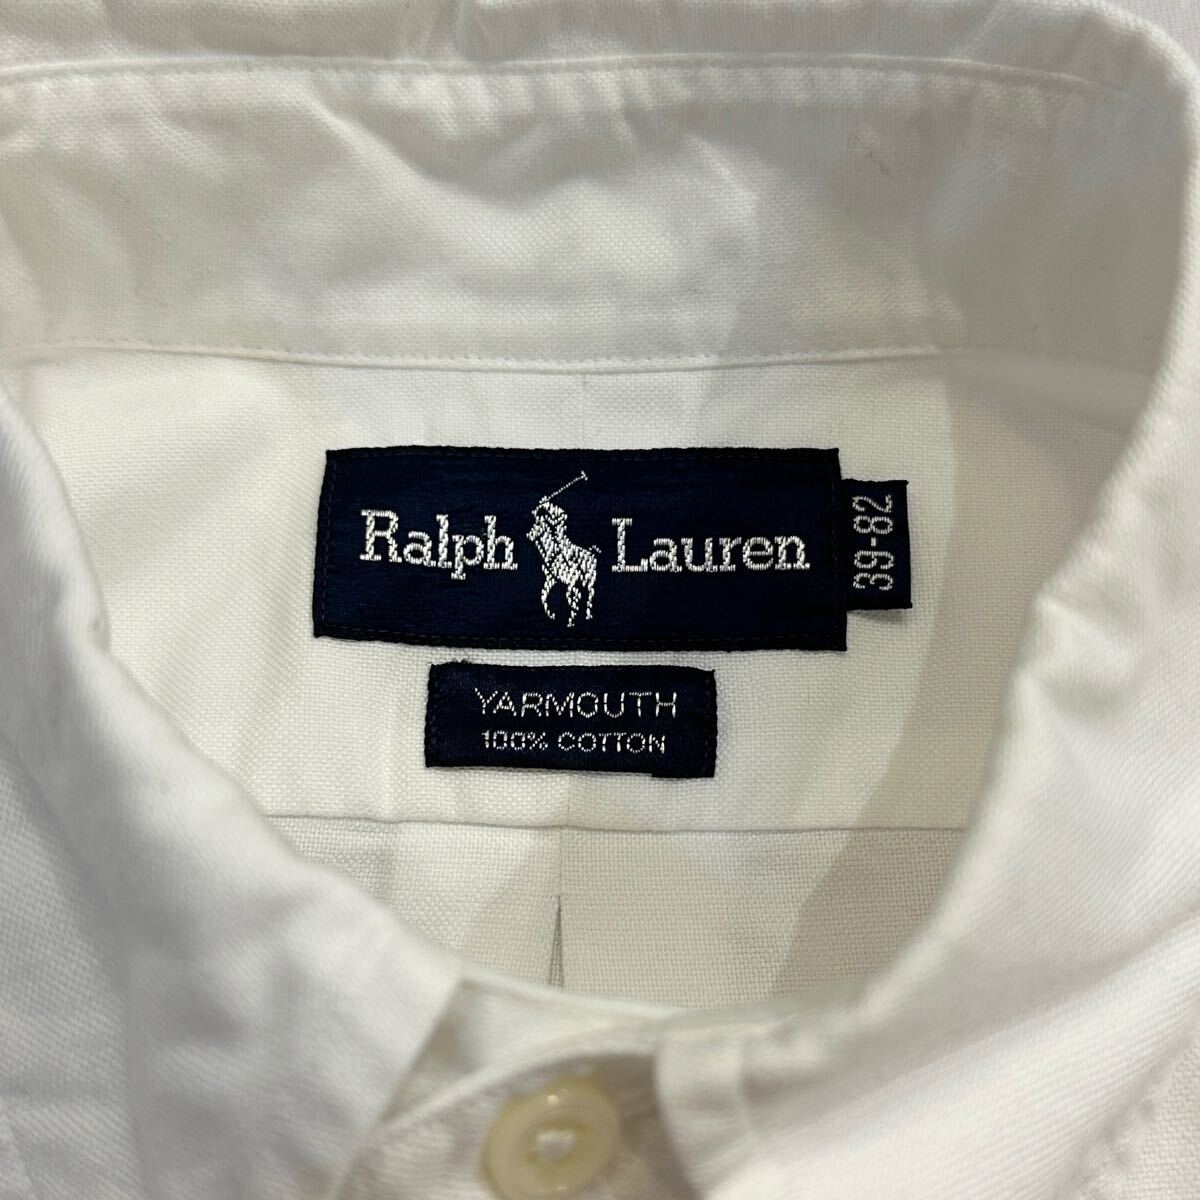 Ralph Lauren
39-82
YARMOUTH
100% COTTON